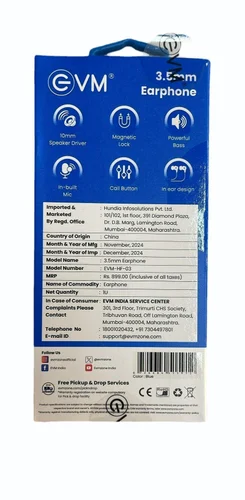 EVM®
3.5mm
Earphone
10mm
Speaker Driver
Magnetic
Lock
Powerful
Bass
In-built
Mic
Call Button
In ear design
Imported & Marketed By Regd. Office : Hundia Infosolutions Pvt. Ltd.
101/102, 1st floor, 391 Diamond Plaza,
Dr. D.B. Marg, Lamington Road,
Mumbai-400004, Maharashtra.
Country of Origin : China
Month & Year of Mfg : November, 2024
Month & Year of Imp : December, 2024
Model Name : 3.5mm Earphone
Model Number : EVM-HF-03
MRP : Rs. 899.00 (Inclusive of all taxes)
Name of Commodity : Earphone
Quantity : 1U
In Case of Consumer Complaints Please Contact To : EVM INDIA SERVICE CENTER
301, 3rd Floor, Trimurti CHS Society,
Tribhuvan Road, Off Lamington Road,
Mumbai-400004, Maharashtra.
Telephone No : 18001020432, +91 7304497801
E-mail ID : support@evmzone.com
Follow Us
Color : Blue
Free Pickup & Drop Services